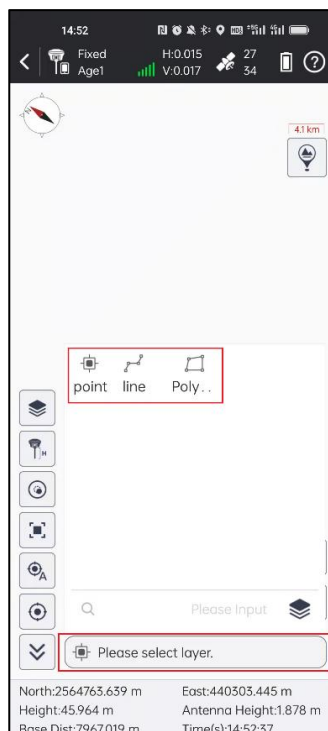 14:52
Fixed H:0.015 27
Age1 V:0.017 34
4.1 km
point line Poly..
Please Input
Please select layer.
North:2564763.639 m East:440303.445 m
Height:45.964 m Antenna Height:1.878 m
Base Dist:7967.019 m Time(s):14:52:37